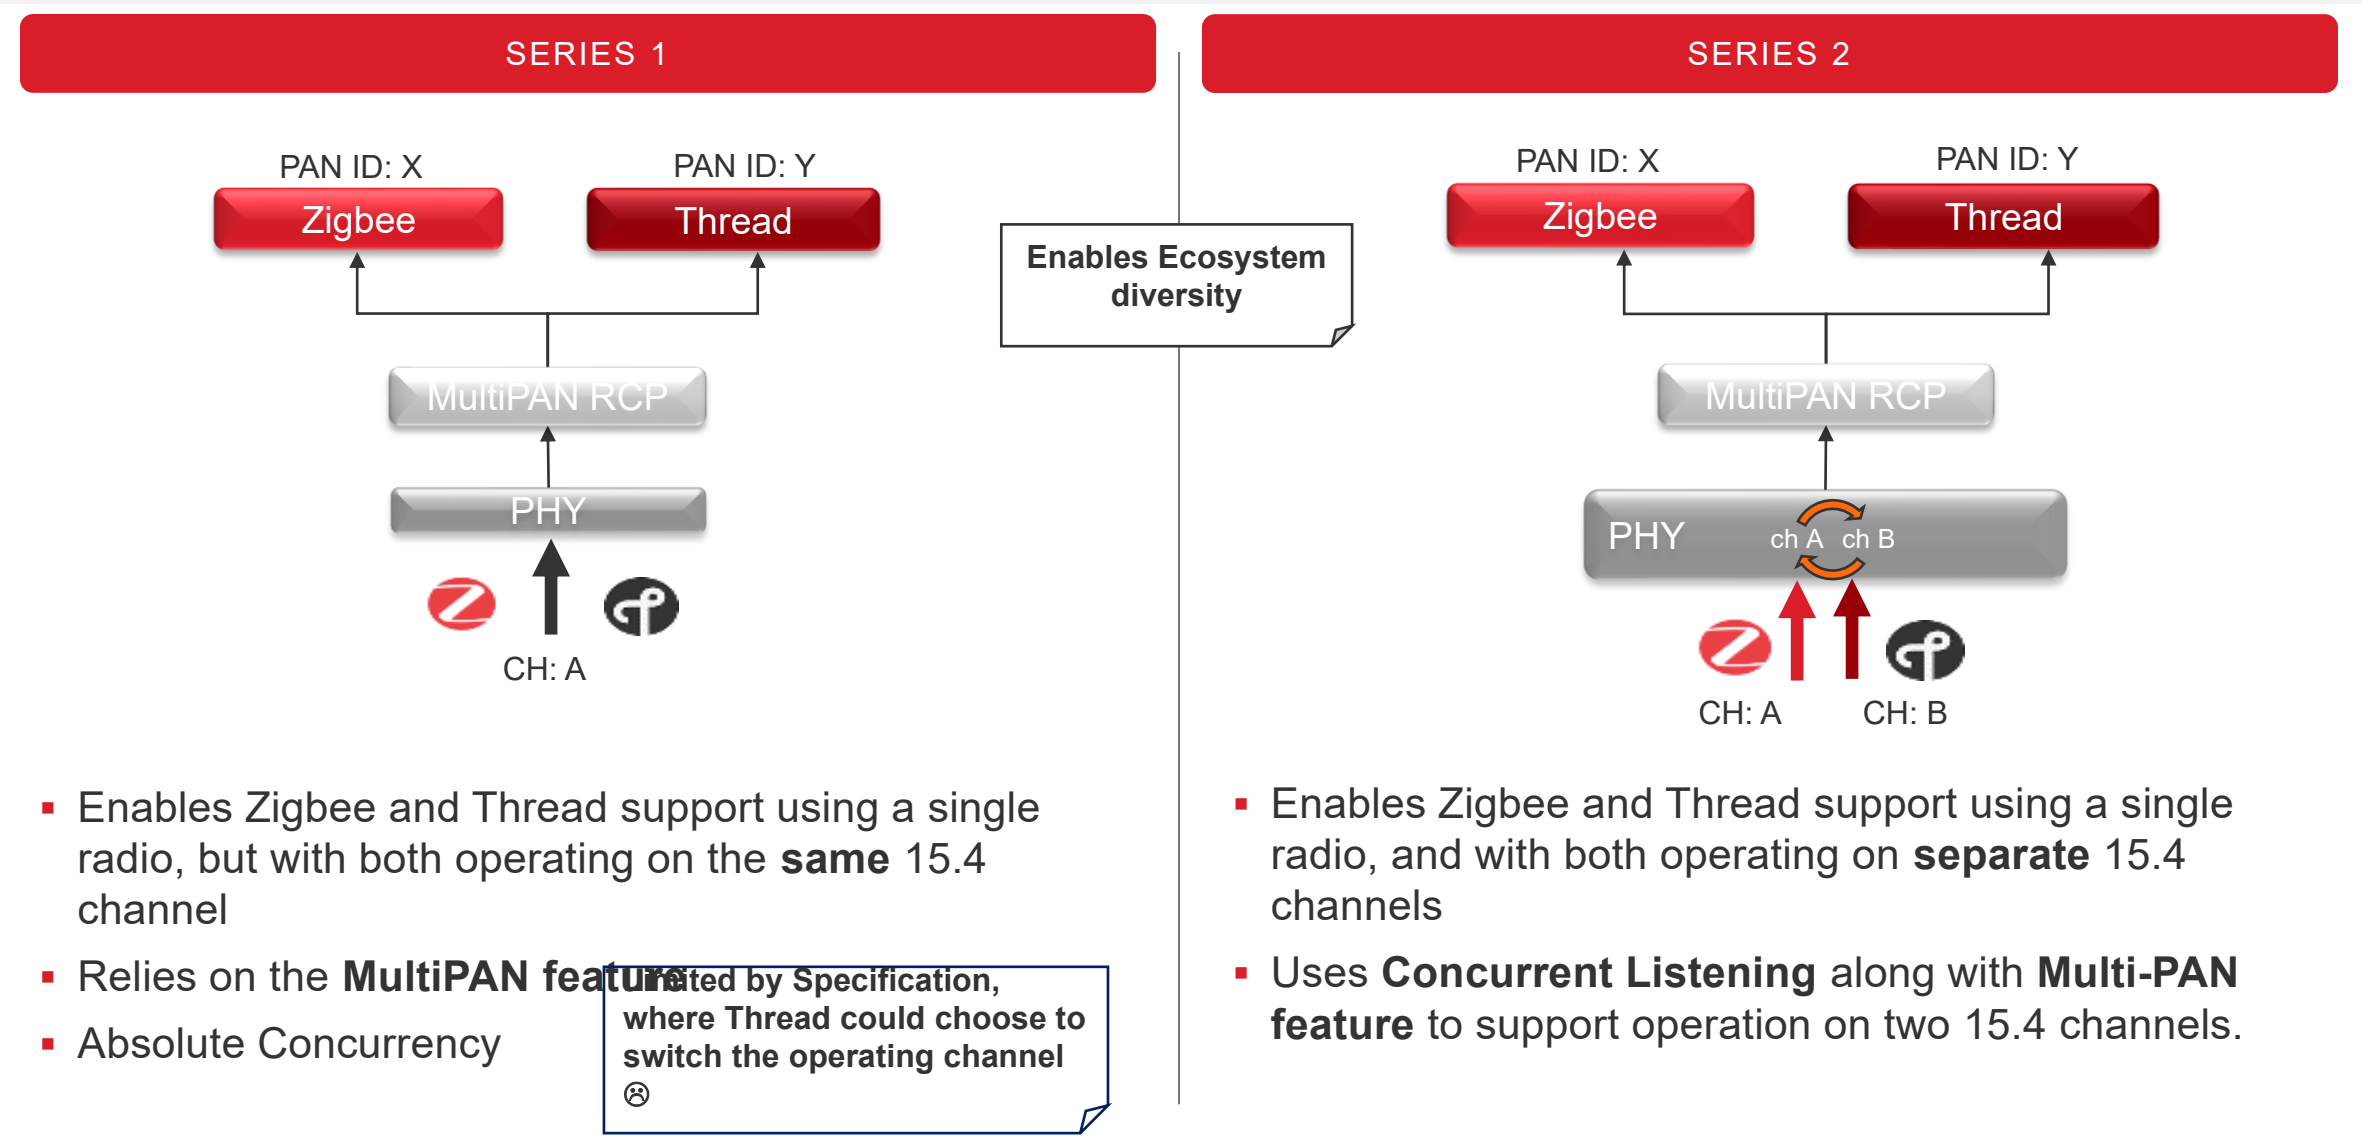 SERIES 1
PAN ID: X
PAN ID: Y
Zigbee
Thread
MultiPAN RCP
PHY
CH: A
Enables Zigbee and Thread support using a single
radio, but with both operating on the same 15.4
channel
Relies on the MultiPAN feature
Absolute Concurrency
Limited by Specification,
where Thread could choose to
switch the operating channel
☹
Enables Ecosystem
diversity
SERIES 2
PAN ID: X
PAN ID: Y
Zigbee
Thread
MultiPAN RCP
PHY
ch A
ch B
CH: A
CH: B
Enables Zigbee and Thread support using a single
radio, and with both operating on separate 15.4
channels
Uses Concurrent Listening along with Multi-PAN
feature to support operation on two 15.4 channels.